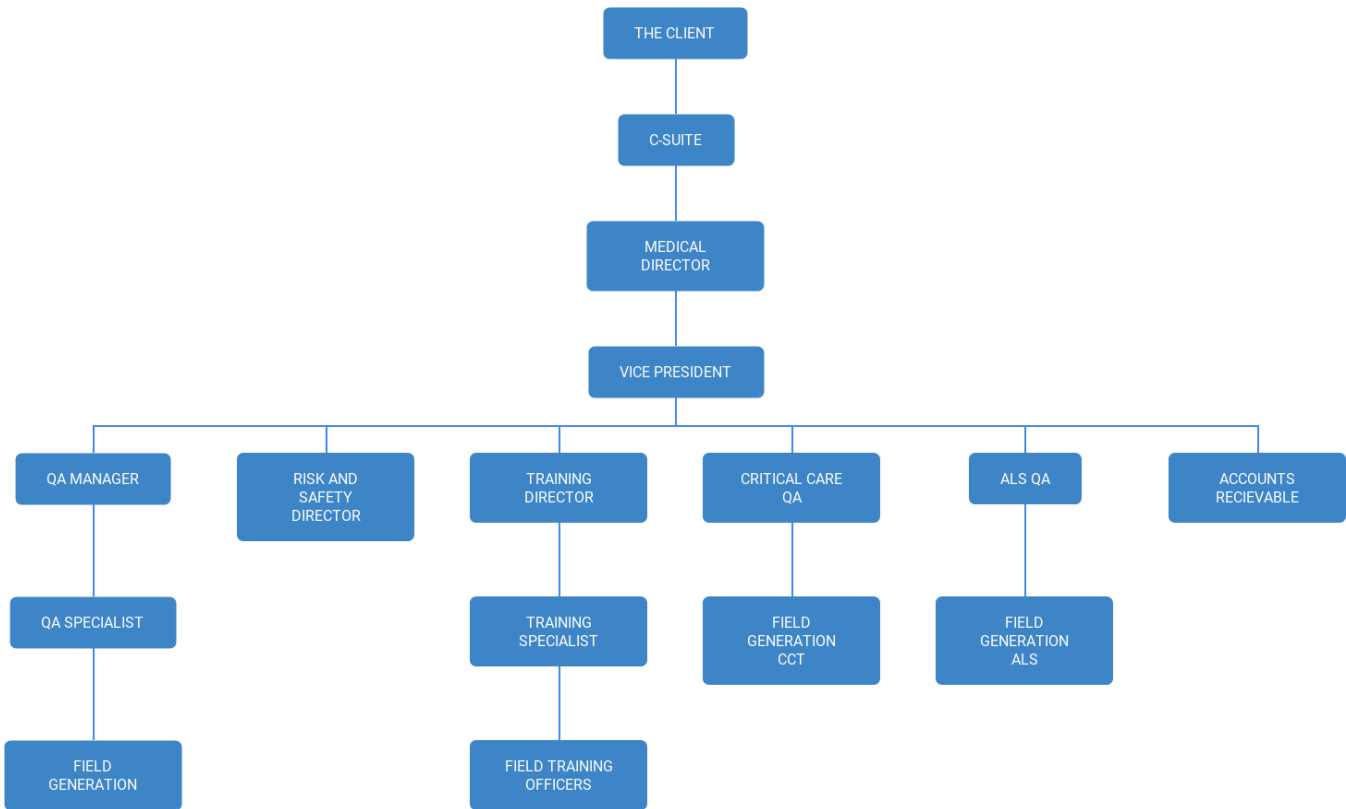 THE CLIENT
C-SUITE
MEDICAL
DIRECTOR
VICE PRESIDENT
QA MANAGER
RISK AND
SAFETY
DIRECTOR
TRAINING
DIRECTOR
CRITICAL CARE
QA
ALS QA
ACCOUNTS
RECIEVABLE
QA SPECIALIST
TRAINING
SPECIALIST
FIELD
GENERATION
CCT
FIELD
GENERATION
ALS
FIELD
GENERATION
FIELD TRAINING
OFFICERS